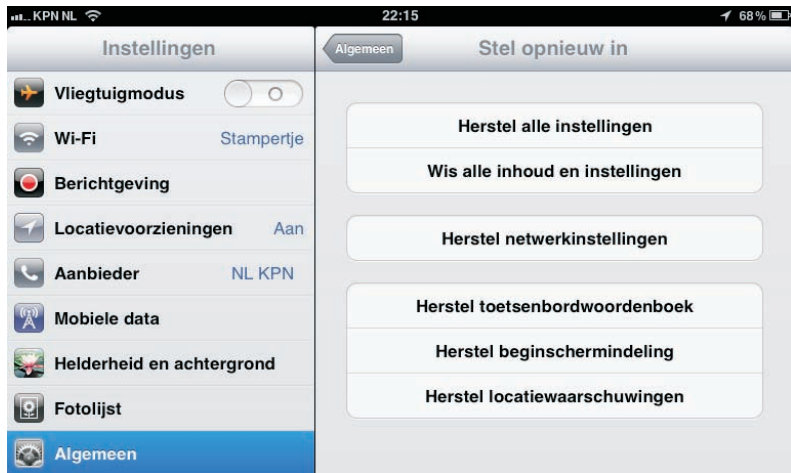 KPN NL 22:15 68%
Instellingen
Vliegtuigmodus
Wi-Fi Stampertje
Berichtgeving
Locatievoorzieningen Aan
Aanbieder NL KPN
Mobiele data
Helderheid en achtergrond
Fotolijst
Algemeen
Algemeen Stel opnieuw in
Herstel alle instellingen
Wis alle inhoud en instellingen
Herstel netwerkinstellingen
Herstel toetsenbordwoordenboek
Herstel beginschermindeling
Herstel locatiewaarschuwingen